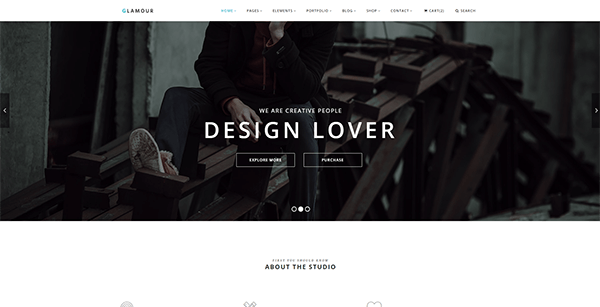 GLAMOUR
HOME PAGES ELEMENTS PORTFOLIO BLOG SHOP CONTACT CART(2) SEARCH
WE ARE CREATIVE PEOPLE
DESIGN LOVER
EXPLORE MORE PURCHASE
FIRST YOU SHOULD KNOW
ABOUT THE STUDIO